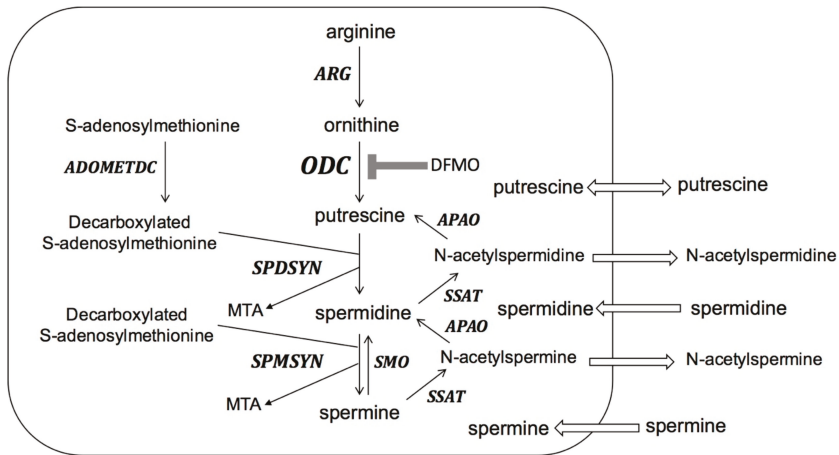 arginine
ARG
S-adenosylmethionine
ornithine
ADOMETDC
ODC
DFMO
putrescine
putrescine
Decarboxylated
S-adenosylmethionine
putrescine
APAO
N-acetylspermidine
N-acetylspermidine
SPDSYN
SSAT
MTA
spermidine
spermidine
spermidine
Decarboxylated
S-adenosylmethionine
APAO
SPMSYN
SMO
N-acetylspermine
N-acetylspermine
SSAT
MTA
spermine
spermine
spermine